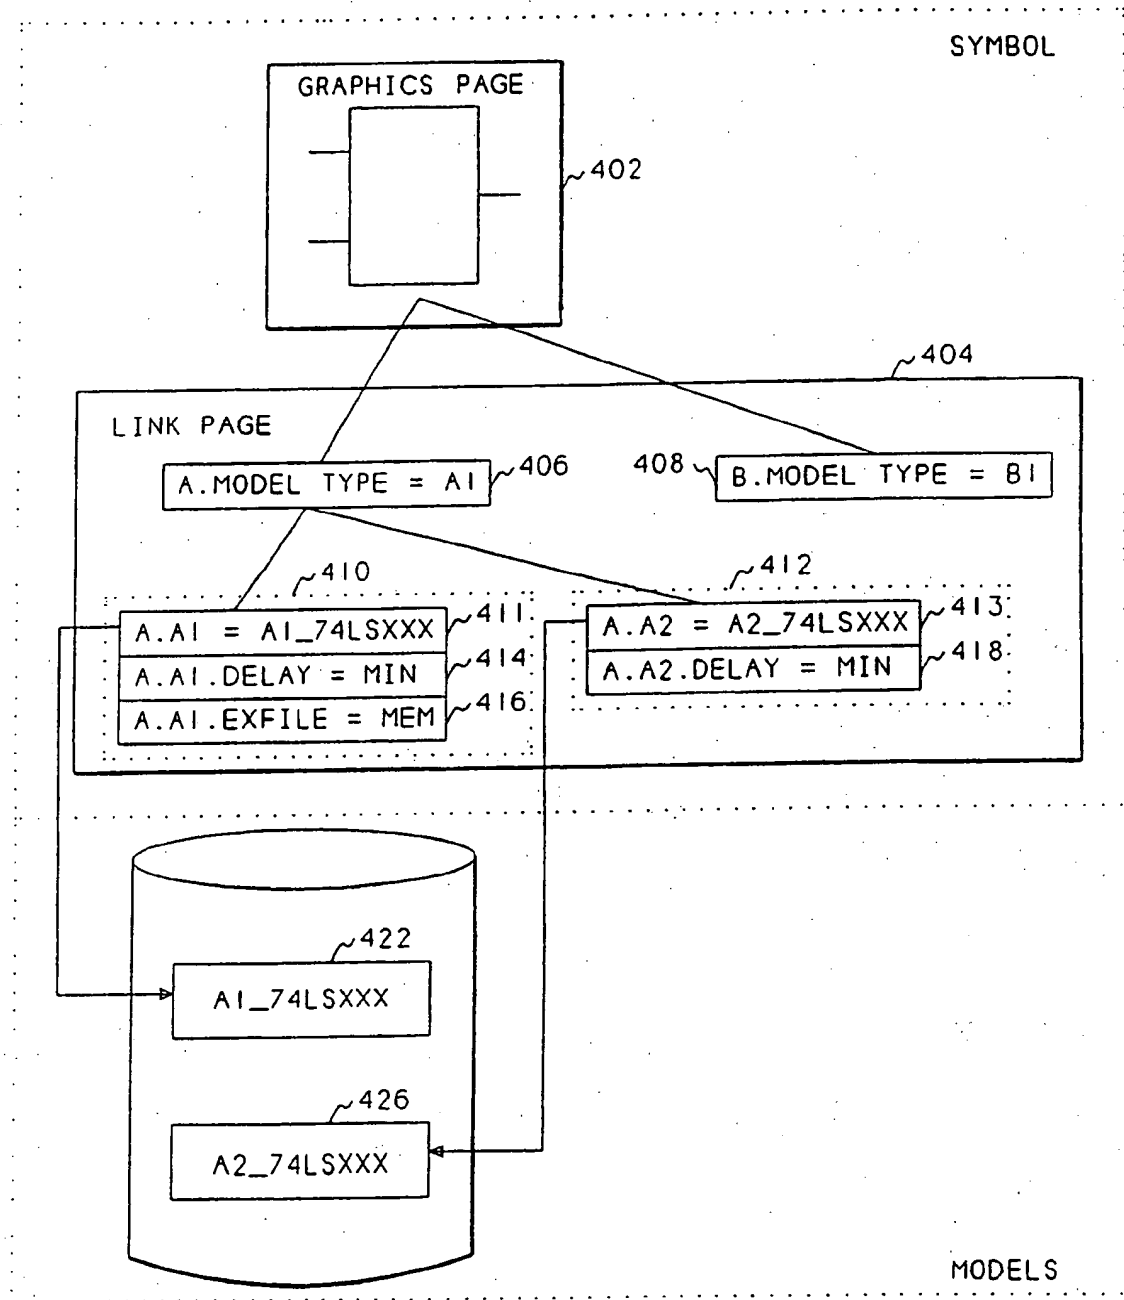 SYMBOL
GRAPHICS PAGE
402
404
LINK PAGE
A.MODEL TYPE = A1
406
408
B.MODEL TYPE = B1
410
412
A.A1 = A1_74LSXXX
411
A.A2 = A2_74LSXXX
413
A.A1.DELAY = MIN
414
A.A2.DELAY = MIN
418
A.A1.EXFILE = MEM
416
422
A1_74LSXXX
426
A2_74LSXXX
MODELS